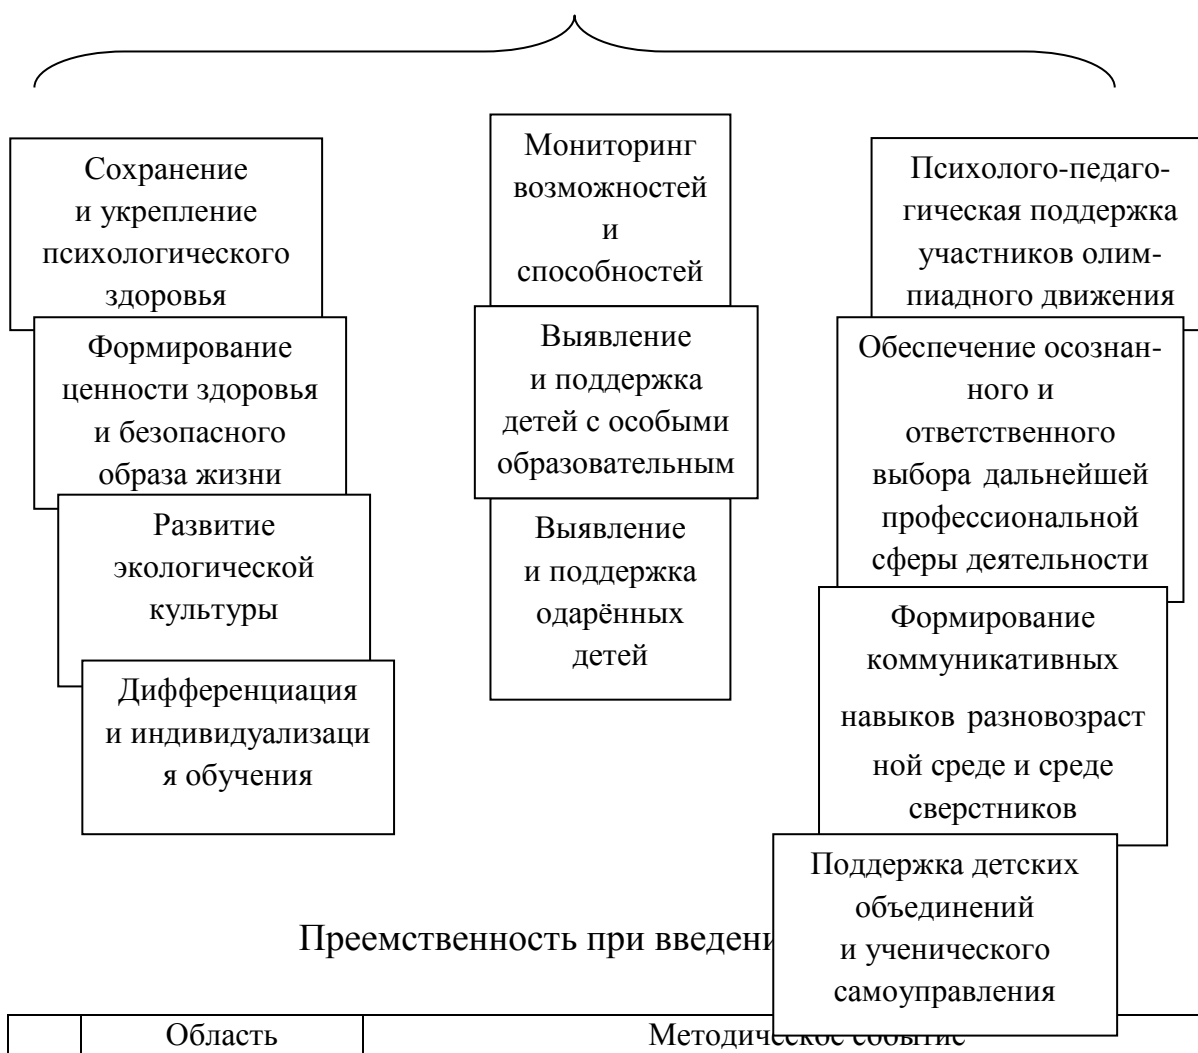 Сохранение
и укрепление
психологического
здоровья
Формирование
ценности здоровья
и безопасного
образа жизни
Развитие
экологической
культуры
Дифференциация
и индивидуализаци
я обучения
Мониторинг
возможностей
и
способностей
Выявление
и поддержка
детей с особыми
образовательным
Выявление
и поддержка
одарённых
детей
Психолого-педаго-
гическая поддержка
участников олим-
пиадного движения
Обеспечение осознан-
ного и
ответственного
выбора дальнейшей
профессиональной
сферы деятельности
Формирование
коммуникативных
навыков разновозраст
ной среде и среде
сверстников
Поддержка детских
объединений
и ученического
самоуправления
Преемственность при
Область Методическое событие